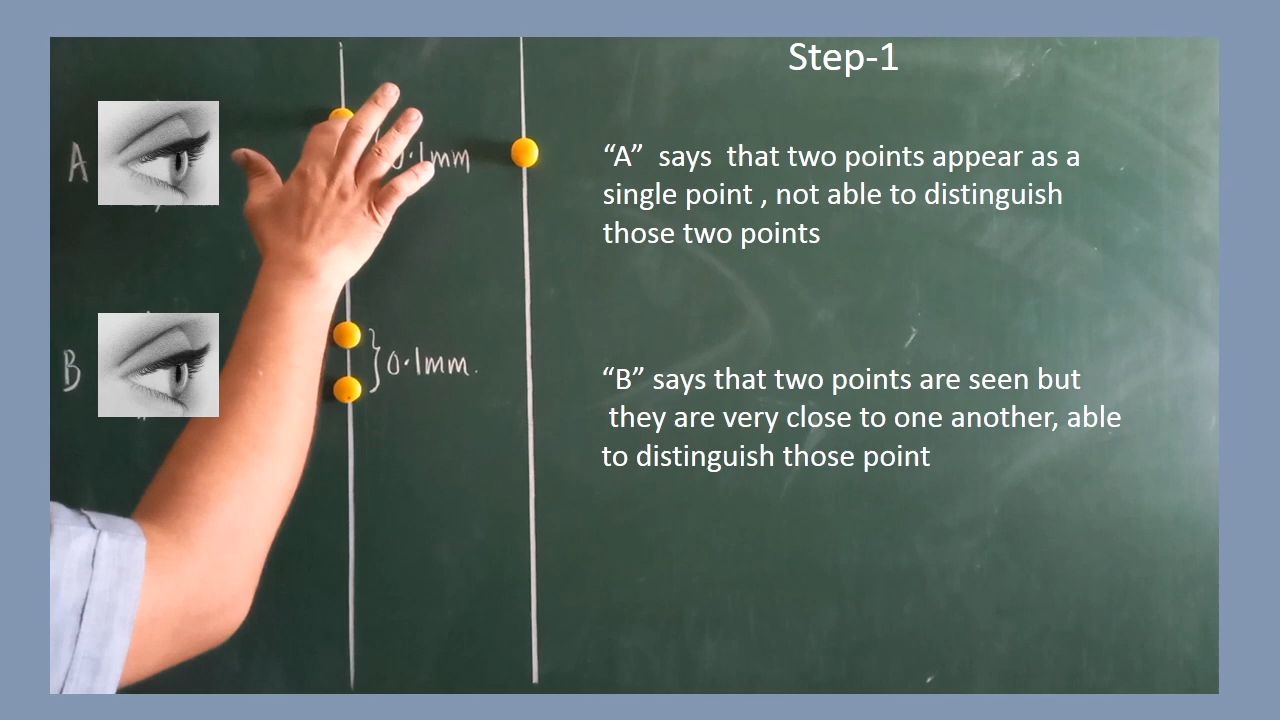 Step-1
A
0.1mm
“A”  says  that two points appear as a
single point , not able to distinguish
those two points
B
0.1mm.
“B” says that two points are seen but
they are very close to one another, able
to distinguish those point